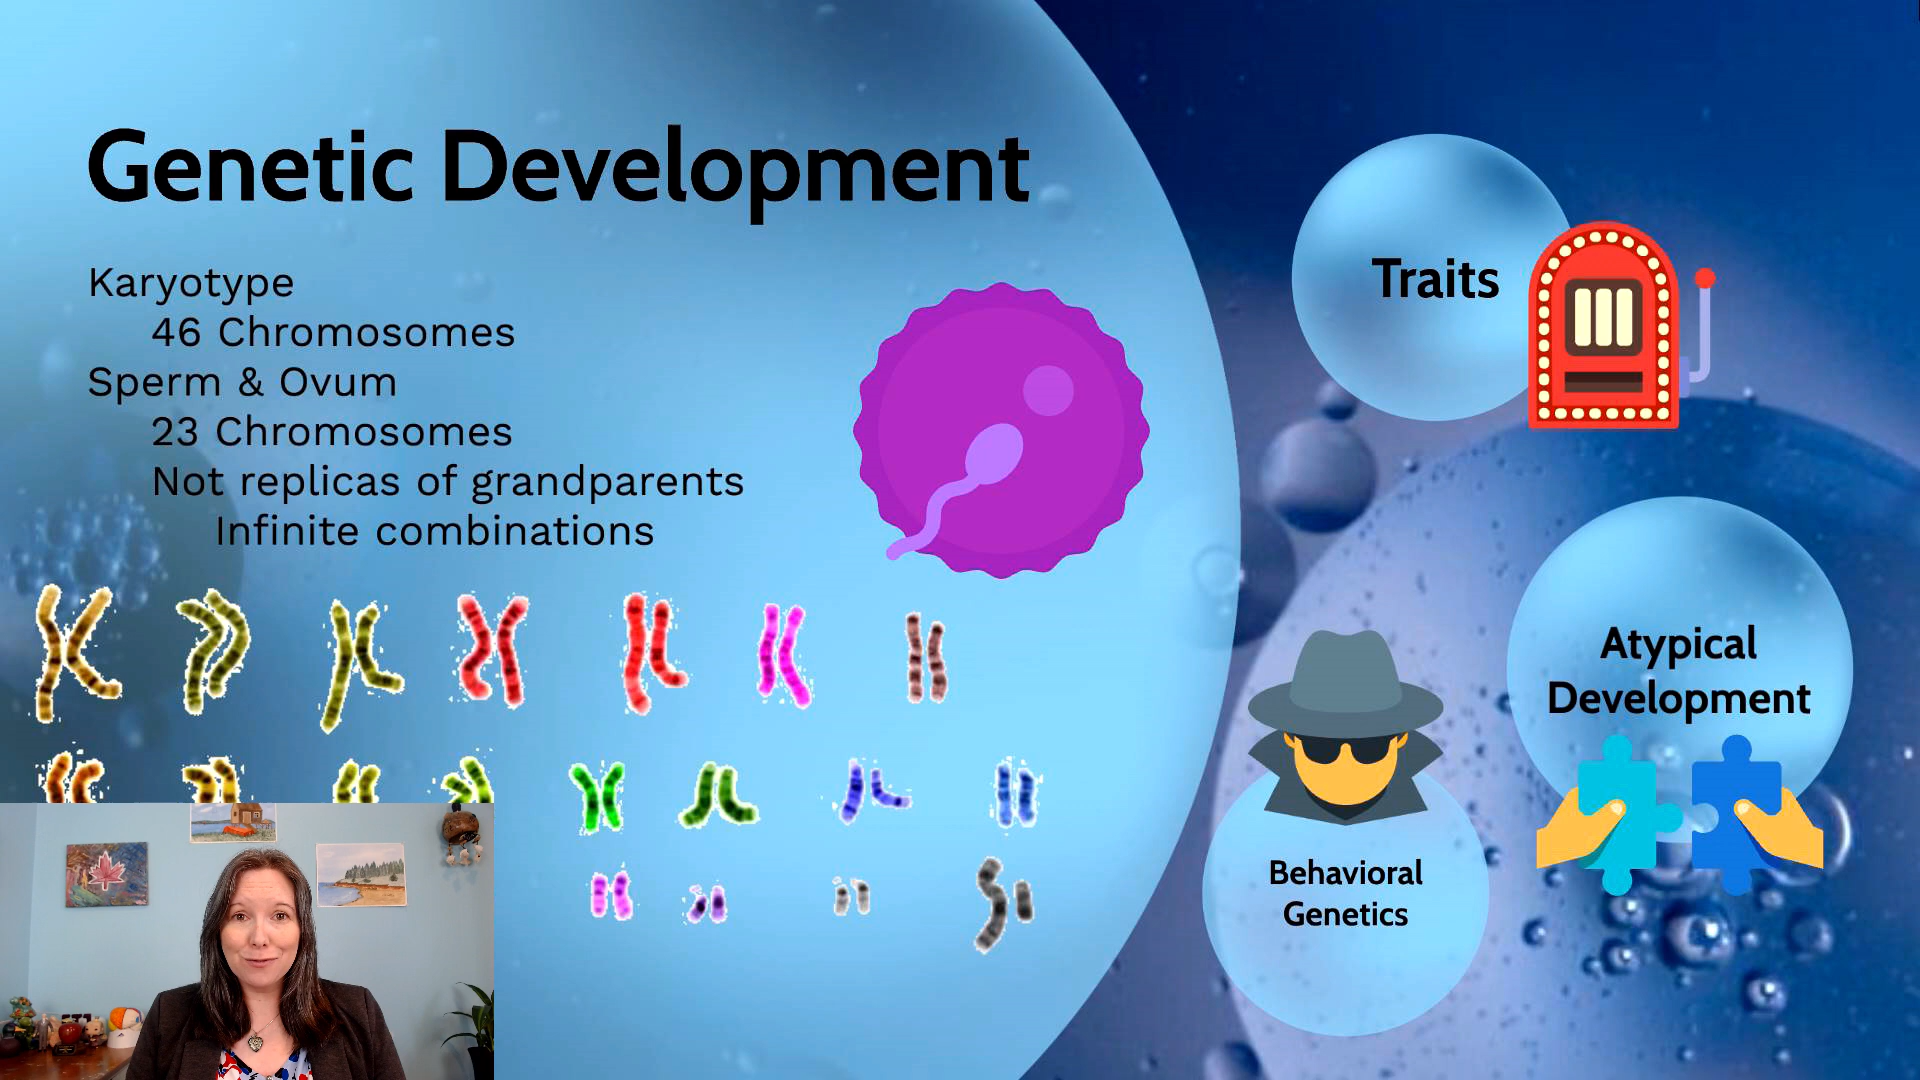 Genetic Development
Karyotype
46 Chromosomes
Sperm & Ovum
23 Chromosomes
Not replicas of grandparents
Infinite combinations
Traits
Atypical
Development
Behavioral
Genetics